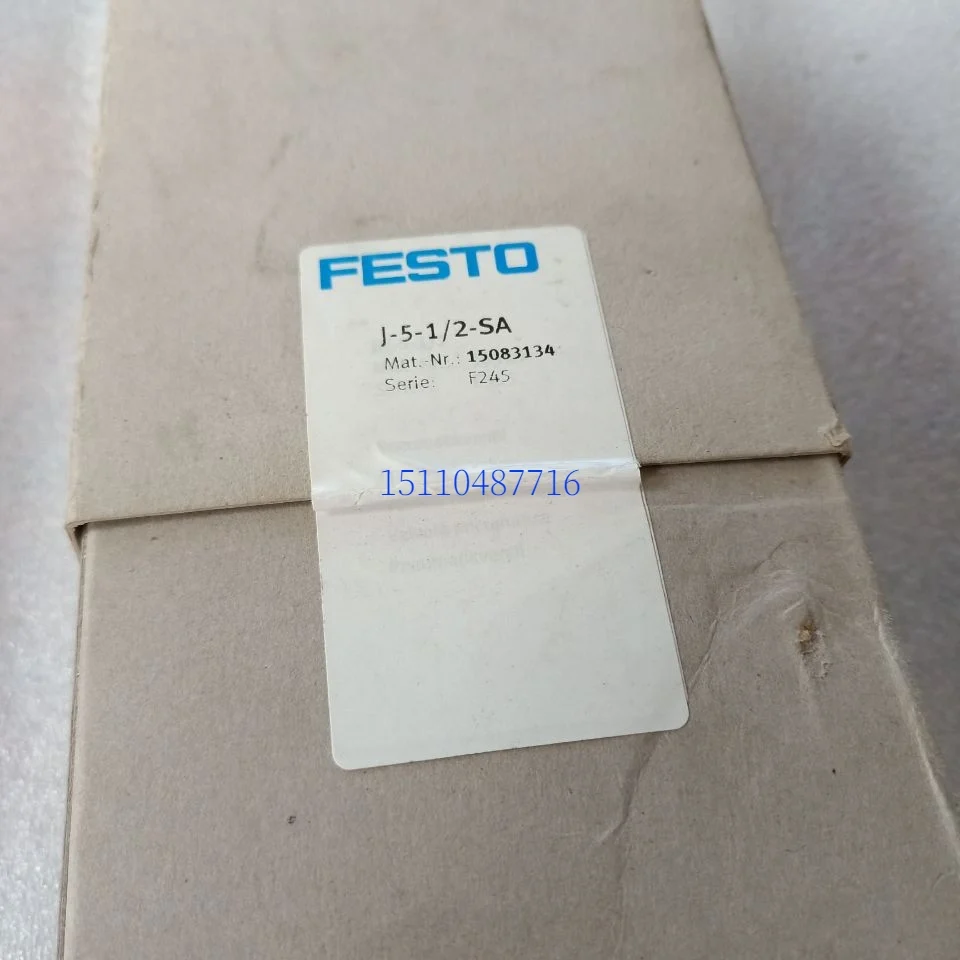 FESTO
J-5-1/2-SA
Mat.-Nr.: 15083134
Serie: F245
15110487716